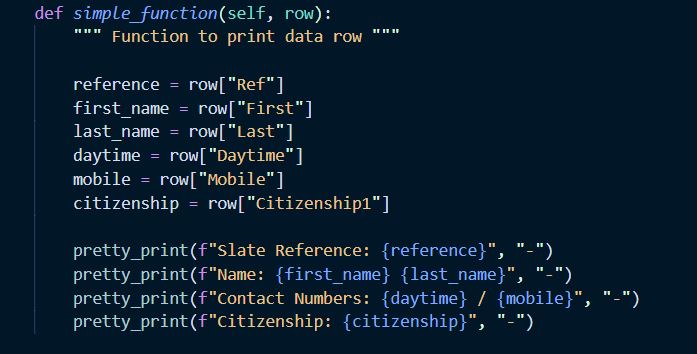 def simple_function(self, row):
""" Function to print data row """
reference = row["Ref"]
first_name = row["First"]
last_name = row["Last"]
daytime = row["Daytime"]
mobile = row["Mobile"]
citizenship = row["Citizenship1"]
pretty_print(f"Slate Reference: {reference}", "-")
pretty_print(f"Name: {first_name} {last_name}", "-")
pretty_print(f"Contact Numbers: {daytime} / {mobile}", "-")
pretty_print(f"Citizenship: {citizenship}", "-")